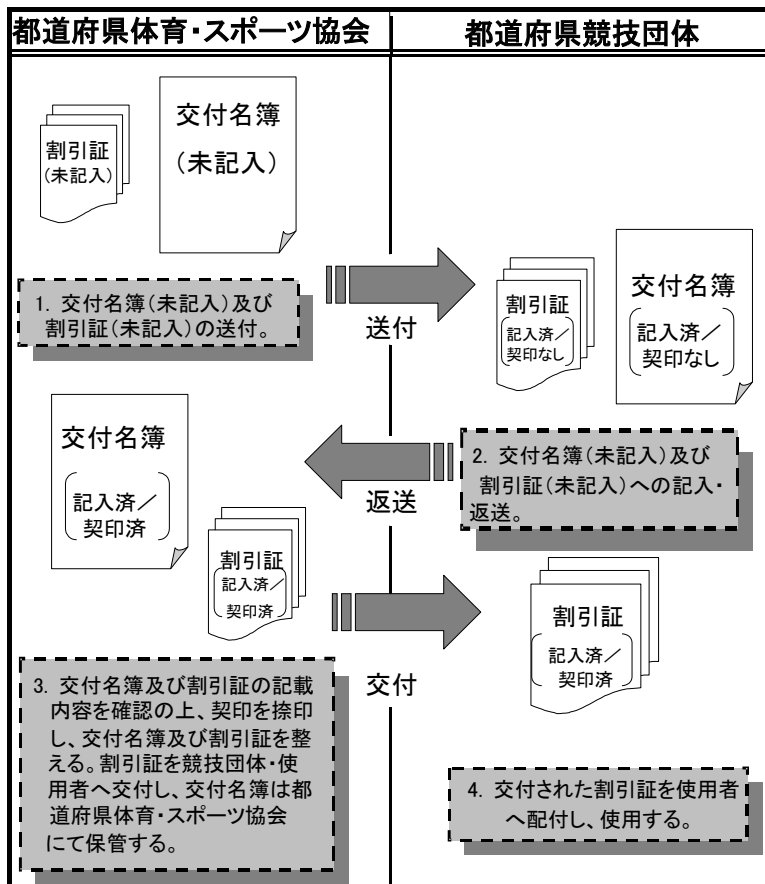 都道府県体育・スポーツ協会
都道府県競技団体
割引証
(未記入)
交付名簿
(未記入)
1. 交付名簿(未記入)及び
割引証(未記入)の送付。
送付
割引証
記入済/
契印なし
交付名簿
記入済/
契印なし
2. 交付名簿(未記入)及び
割引証(未記入)への記入・
返送。
返送
交付名簿
記入済/
契印済
割引証
記入済/
契印済
交付
割引証
記入済/
契印済
3. 交付名簿及び割引証の記載
内容を確認の上、契印を捺印
し、交付名簿及び割引証を整
える。割引証を競技団体・使
用者へ交付し、交付名簿は都
道府県体育・スポーツ協会
にて保管する。
4. 交付された割引証を使用者
へ配付し、使用する。